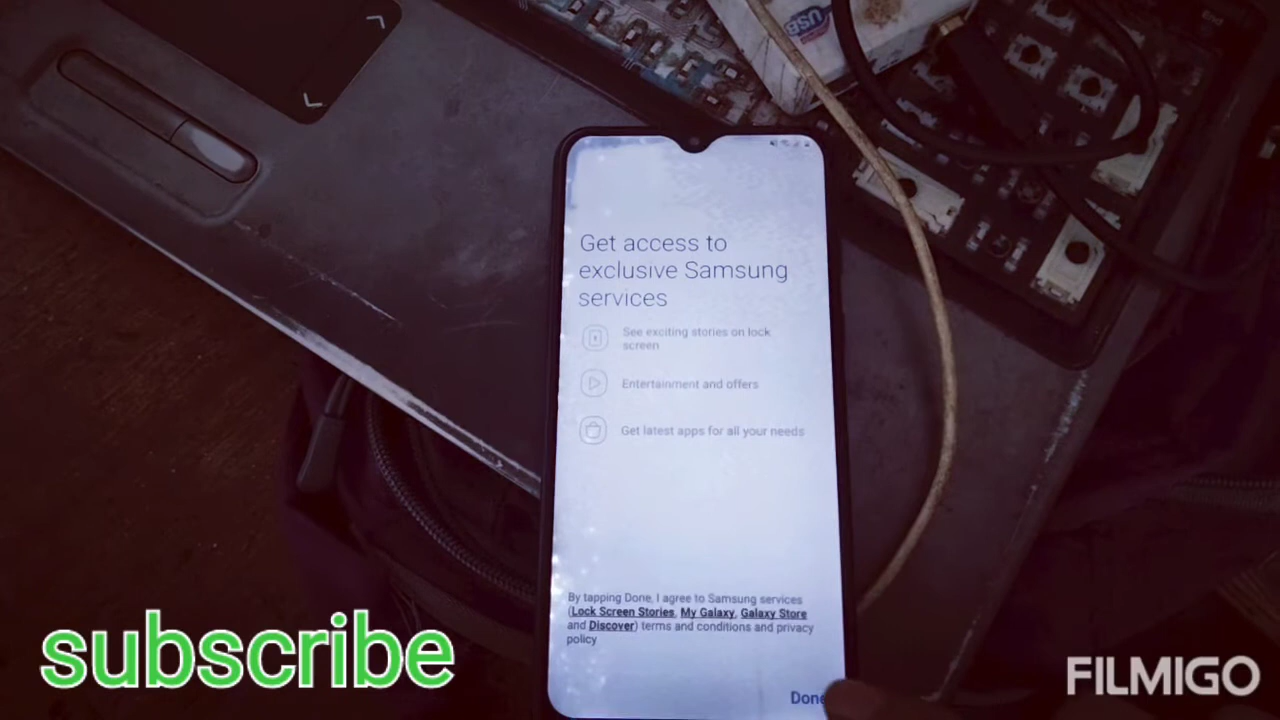 End
usg
Get access to
exclusive Samsung
services
See exciting stories on lock
screen
Entertainment and offers
Get latest apps for all your needs
By tapping Done, I agree to Samsung services
(Lock Screen Stories, My Galaxy, Galaxy Store
and Discover) terms and conditions and privacy
policy
Done
subscribe
FILMIGO